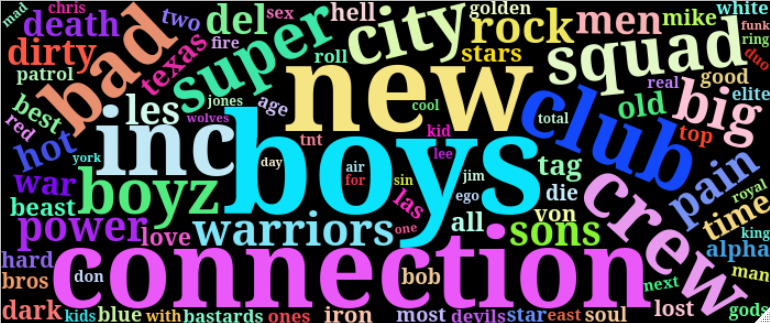 mad
chris
death
two
del
sex
hell
city
golden
rock
men
mike
white
funk
ring
duo
dirty
bad
texas
fire
super
roll
stars
squad
patrol
real
good
elite
best
les
jones
age
new
cool
club
old
big
red
wolves
total
top
hot
inc
boys
tnt
kid
york
day
air
lee
tag
pain
war
boyz
for
sin
jim
die
royal
beast
las
ego
crew
time
power
warriors
one
all
von
king
love
sons
alpha
hard
connection
man
bros
don
bob
next
dark
kids
blue
with
bastards
ones
iron
most
devils
star
east
soul
lost
gods